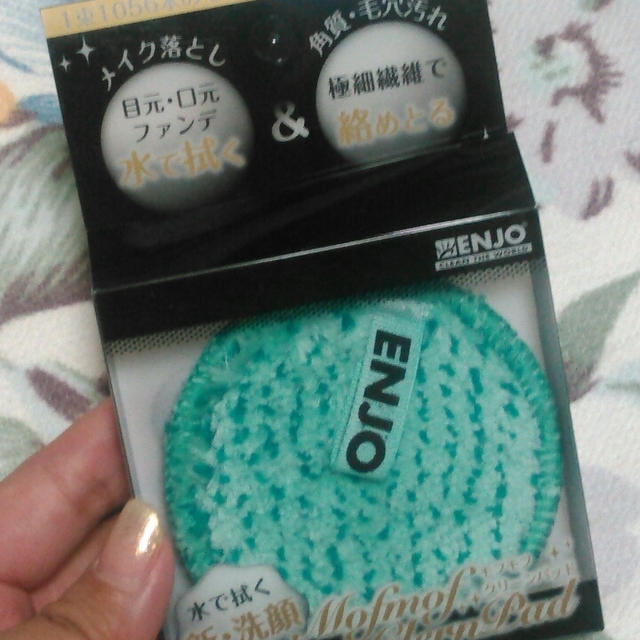 メイク落とし
目元・口元
ファンデ
水で拭く
&
角質・毛穴汚れ
極細繊維で
絡めとる
ENJO
CLEAN THE WORLD
ENJO
水で拭く
洗顔
Mofmof
Pad